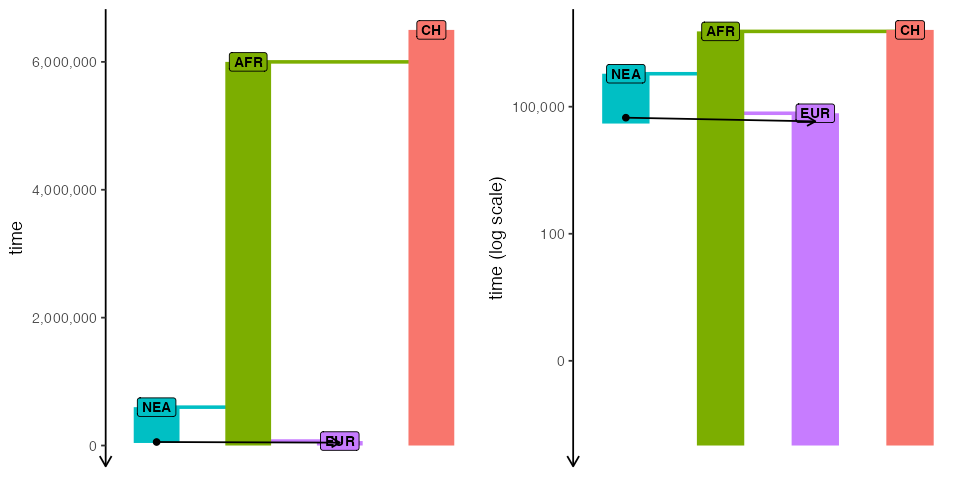 time
6,000,000
4,000,000
2,000,000
0
NEA
AFR
EUR
CH
time (log scale)
100,000
100
0
NEA
AFR
EUR
CH